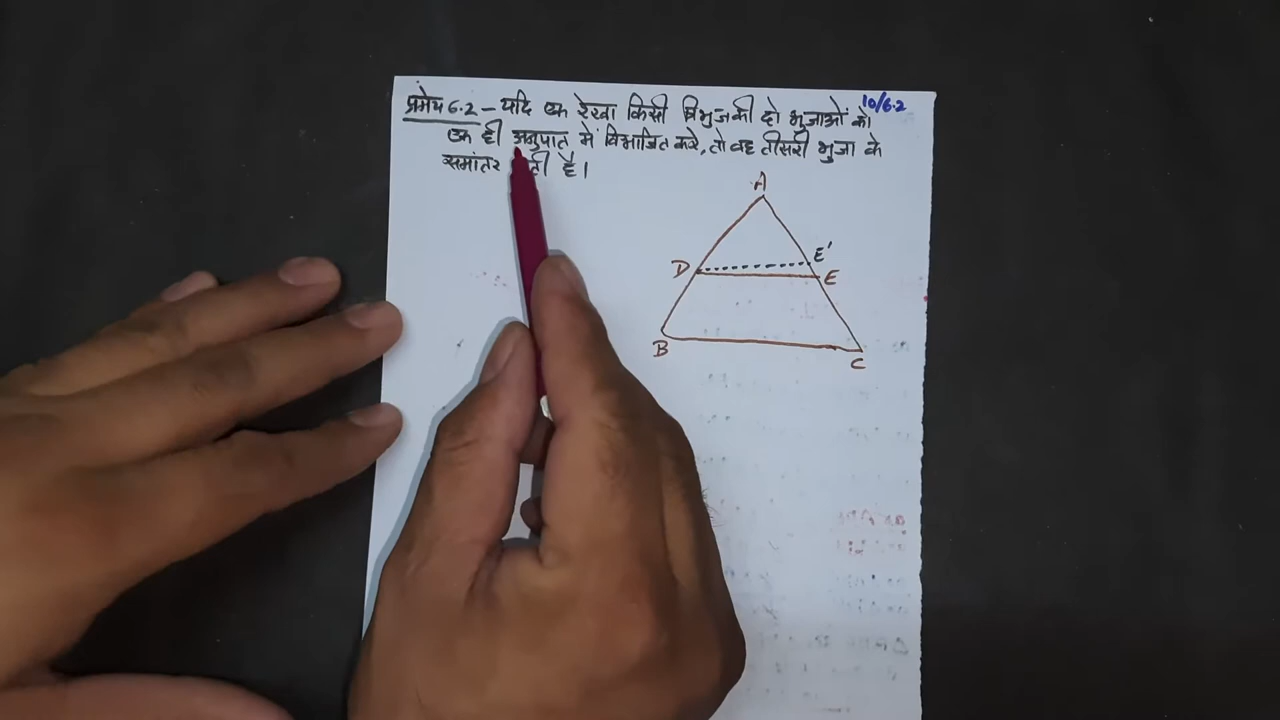 10/6.2
प्रमेय 6.2 – यदि एक रेखा किसी त्रिभुज की दो भुजाओं को
एक ही अनुपात में विभाजित करे, तो वह तीसरी भुजा के
समांतर है।
A
D
E'
E
B
C